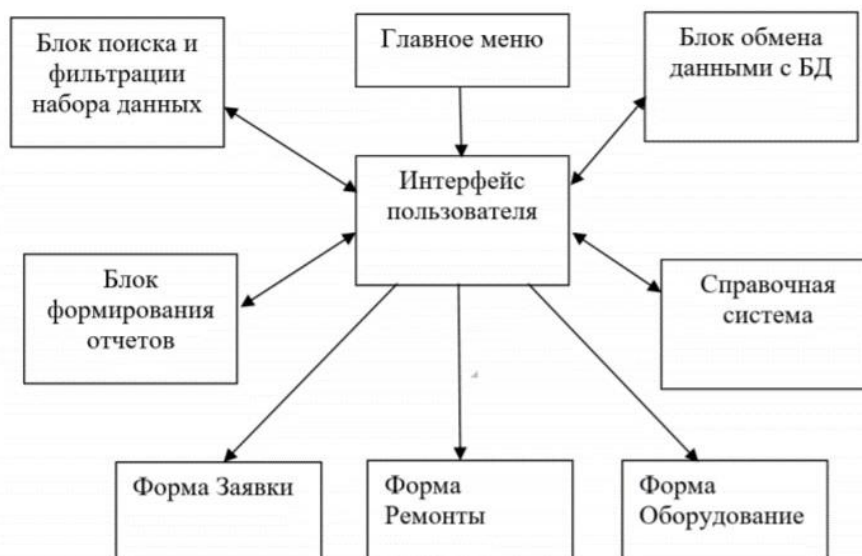 Блок поиска и
фильтрации
набора данных
Главное меню
Блок обмена
данными с БД
Интерфейс
пользователя
Блок
формирования
отчетов
Справочная
система
Форма Заявки
Форма
Ремонты
Форма
Оборудование